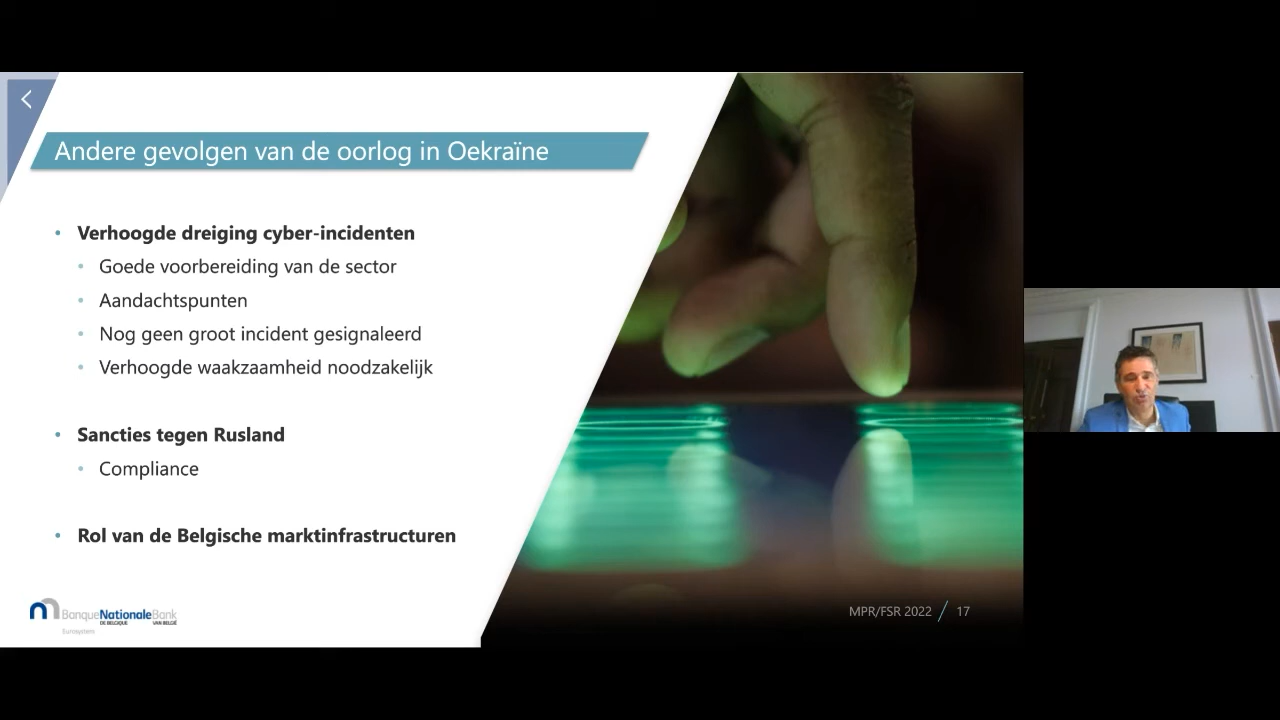 Andere gevolgen van de oorlog in Oekraïne
• Verhoogde dreiging cyber-incidenten
• Goede voorbereiding van de sector
• Aandachtspunten
• Nog geen groot incident gesignaleerd
• Verhoogde waakzaamheid noodzakelijk
• Sancties tegen Rusland
• Compliance
• Rol van de Belgische marktinfrastructuren
BanqueNationaleBank
DE BELGIQUE VAN BELGIË
Eurosystem
MPR/FSR 2022 / 17